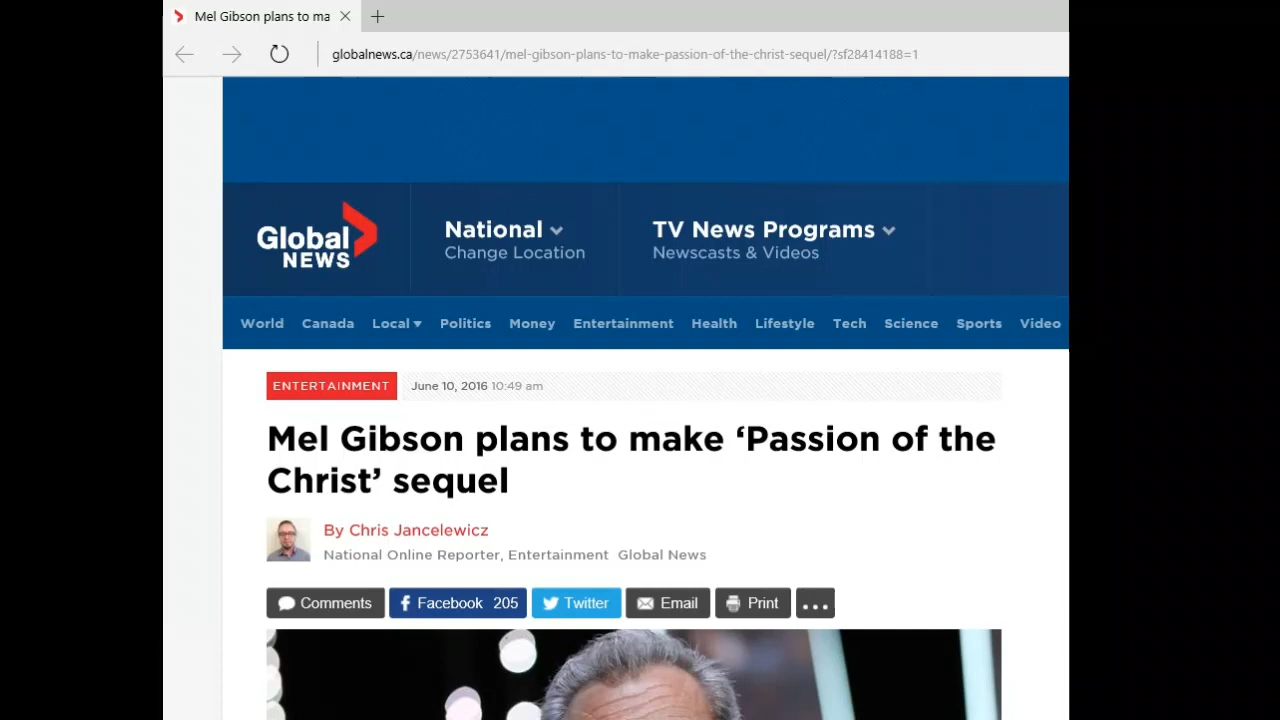 Mel Gibson plans to ma
globalnews.ca/news/2753641/mel-gibson-plans-to-make-passion-of-the-christ-sequel/?sf28414188=1
Global
NEWS
National
Change Location
TV News Programs
Newscasts & Videos
World Canada Local Politics Money Entertainment Health Lifestyle Tech Science Sports Video
ENTERTAINMENT June 10, 2016 10:49 am
Mel Gibson plans to make ‘Passion of the
Christ’ sequel
By Chris Jancelewicz
National Online Reporter, Entertainment Global News
Comments Facebook 205 Twitter Email Print ...